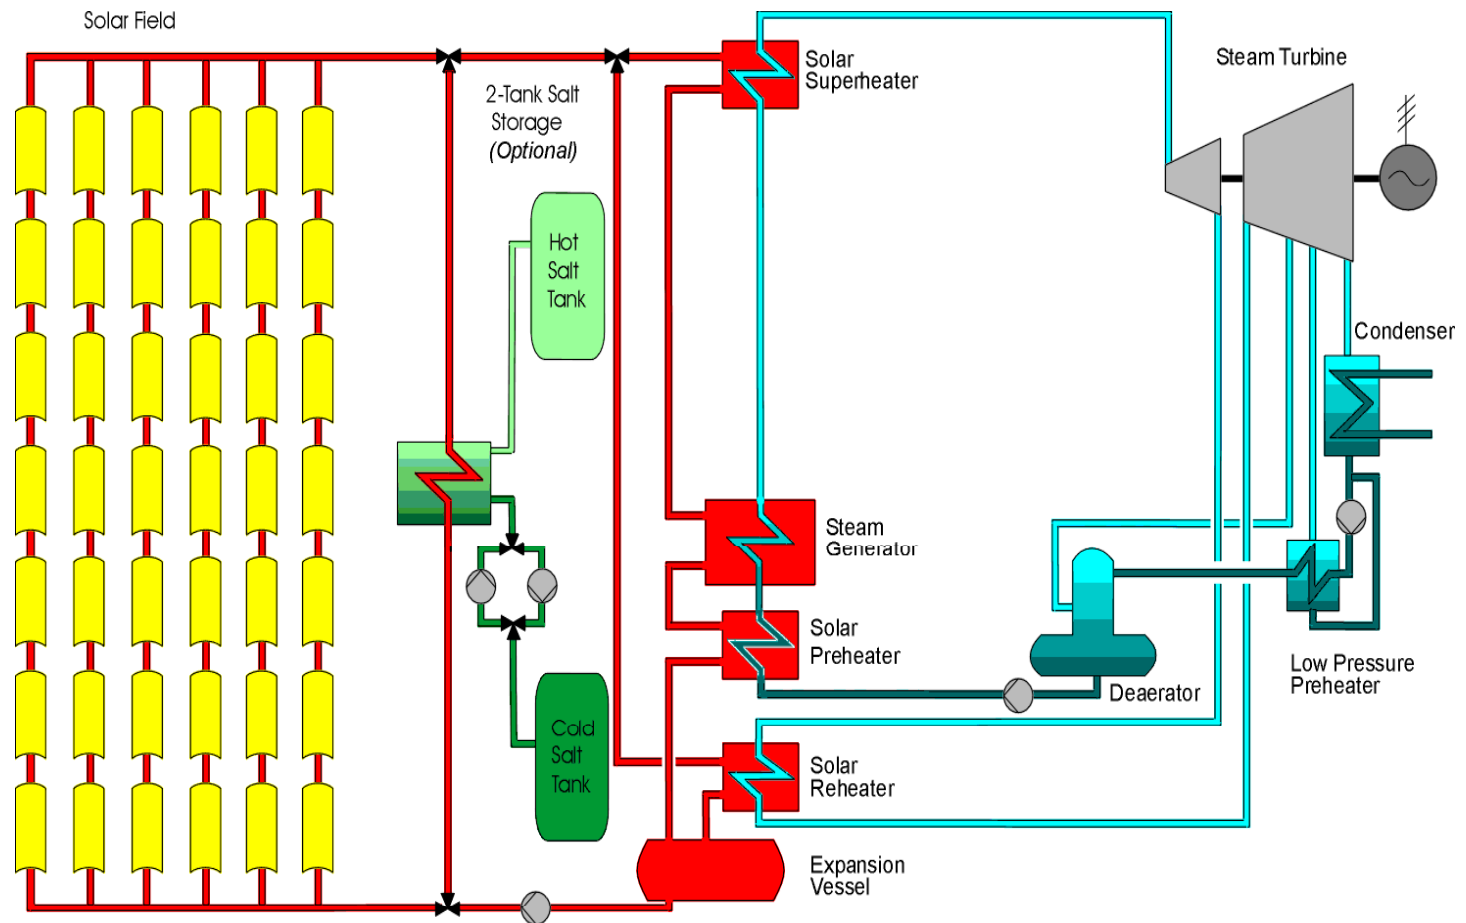 Solar Field
2-Tank Salt
Storage
(Optional)
Hot
Salt
Tank
Cold
Salt
Tank
Solar
Superheater
Steam
Generator
Solar
Preheater
Solar
Reheater
Expansion
Vessel
Steam Turbine
Condenser
Low Pressure
Preheater
Deaerator